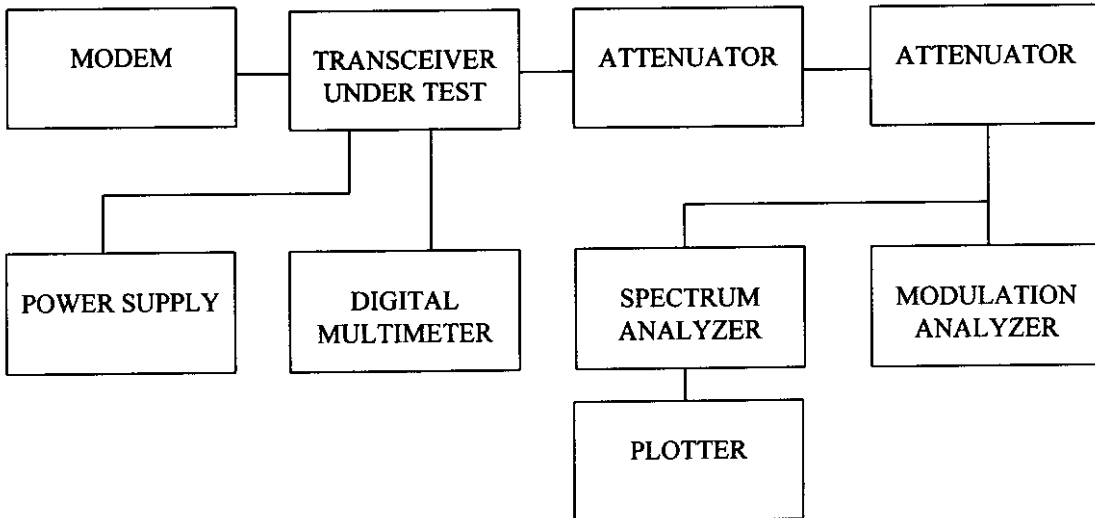 MODEM
TRANSCEIVER
UNDER TEST
ATTENUATOR
ATTENUATOR
POWER SUPPLY
DIGITAL
MULTIMETER
SPECTRUM
ANALYZER
MODULATION
ANALYZER
PLOTTER